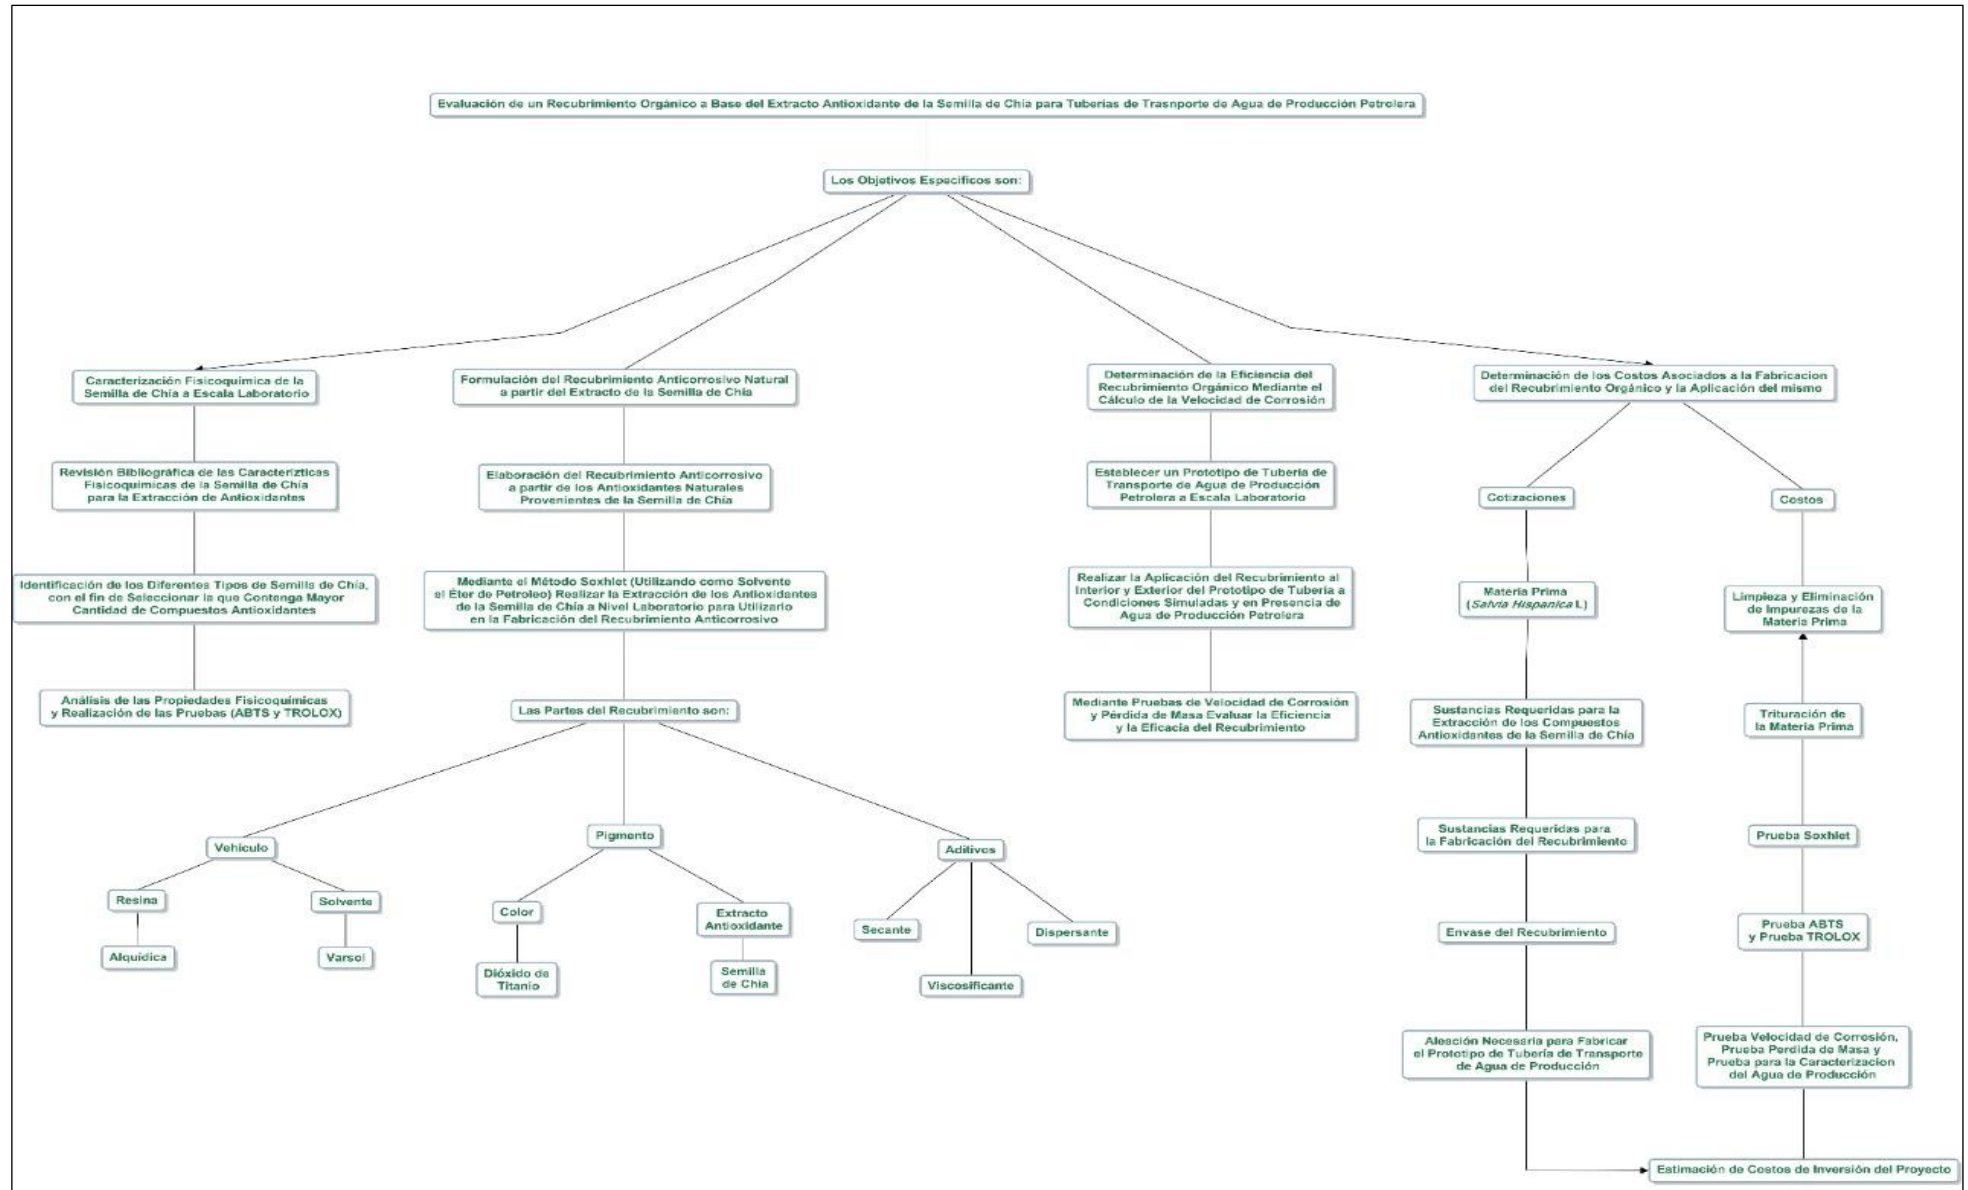 Evaluación de un Recubrimiento Orgánico a Base del Extracto Antioxidante de la Semilla de Chía para Tuberías de Trasnporte de Agua de Producción Petrolera
Los Objetivos Específicos son:
Caracterización Fisicoquímica de la
Semilla de Chía a Escala Laboratorio
Revisión Bibliográfica de las Caracterízticas
Fisicoquímicas de la Semilla de Chía
para la Extracción de Antioxidantes
Identificación de los Diferentes Tipos de Semilla de Chía,
con el fin de Seleccionar la que Contenga Mayor
Cantidad de Compuestos Antioxidantes
Análisis de las Propiedades Fisicoquímicas
y Realización de las Pruebas (ABTS y TROLOX)
Formulación del Recubrimiento Anticorrosivo Natural
a partir del Extracto de la Semilla de Chía
Elaboración del Recubrimiento Anticorrosivo
a partir de los Antioxidantes Naturales
Provenientes de la Semilla de Chía
Mediante el Método Soxhlet (Utilizando como Solvente
el Éter de Petroleo) Realizar la Extracción de los Antioxidantes
de la Semilla de Chía a Nivel Laboratorio para Utilizarlo
en la Fabricación del Recubrimiento Anticorrosivo
Las Partes del Recubrimiento son:
Vehículo
Resina
Alquídica
Solvente
Varsol
Pigmento
Color
Dióxido de
Titanio
Extracto
Antioxidante
Semilla
de Chía
Aditivos
Secante
Viscosificante
Dispersante
Determinación de la Eficiencia del
Recubrimiento Orgánico Mediante el
Cálculo de la Velocidad de Corrosión
Establecer un Prototipo de Tubería de
Transporte de Agua de Producción
Petrolera a Escala Laboratorio
Realizar la Aplicación del Recubrimiento al
Interior y Exterior del Prototipo de Tubería a
Condiciones Simuladas y en Presencia de
Agua de Producción Petrolera
Mediante Pruebas de Velocidad de Corrosión
y Pérdida de Masa Evaluar la Eficiencia
y la Eficacia del Recubrimiento
Determinación de los Costos Asociados a la Fabricacion
del Recubrimiento Orgánico y la Aplicación del mismo
Cotizaciones
Materia Prima
(Salvia Hispanica L)
Sustancias Requeridas para la
Extracción de los Compuestos
Antioxidantes de la Semilla de Chía
Sustancias Requeridas para
la Fabricación del Recubrimiento
Envase del Recubrimiento
Aleación Necesaria para Fabricar
el Prototipo de Tubería de Transporte
de Agua de Producción
Costos
Limpieza y Eliminación
de Impurezas de la
Materia Prima
Trituración de
la Materia Prima
Prueba Soxhlet
Prueba ABTS
y Prueba TROLOX
Prueba Velocidad de Corrosión,
Prueba Perdida de Masa y
Prueba para la Caracterizacion
del Agua de Producción
Estimación de Costos de Inversión del Proyecto